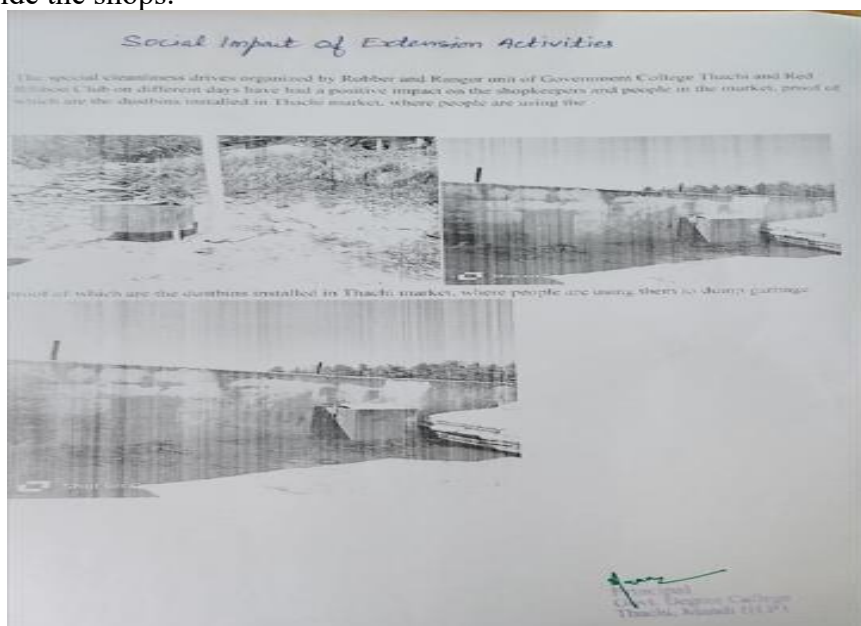 ide the shops.
Social Impact of Extension Activities
The special cleanliness drives organized by Robber and Ranger unit of Government College Thachi and Red
Ribbon Club on different days have had a positive impact on the shopkeepers and people in the market, proof of
which are the dustbins installed in Thachi market, where people are using the
proof of which are the dustbins installed in Thachi market, where people are using them to dump garbage
Principal
Govt. Degree College
Thachi, Mandi (H.P.)